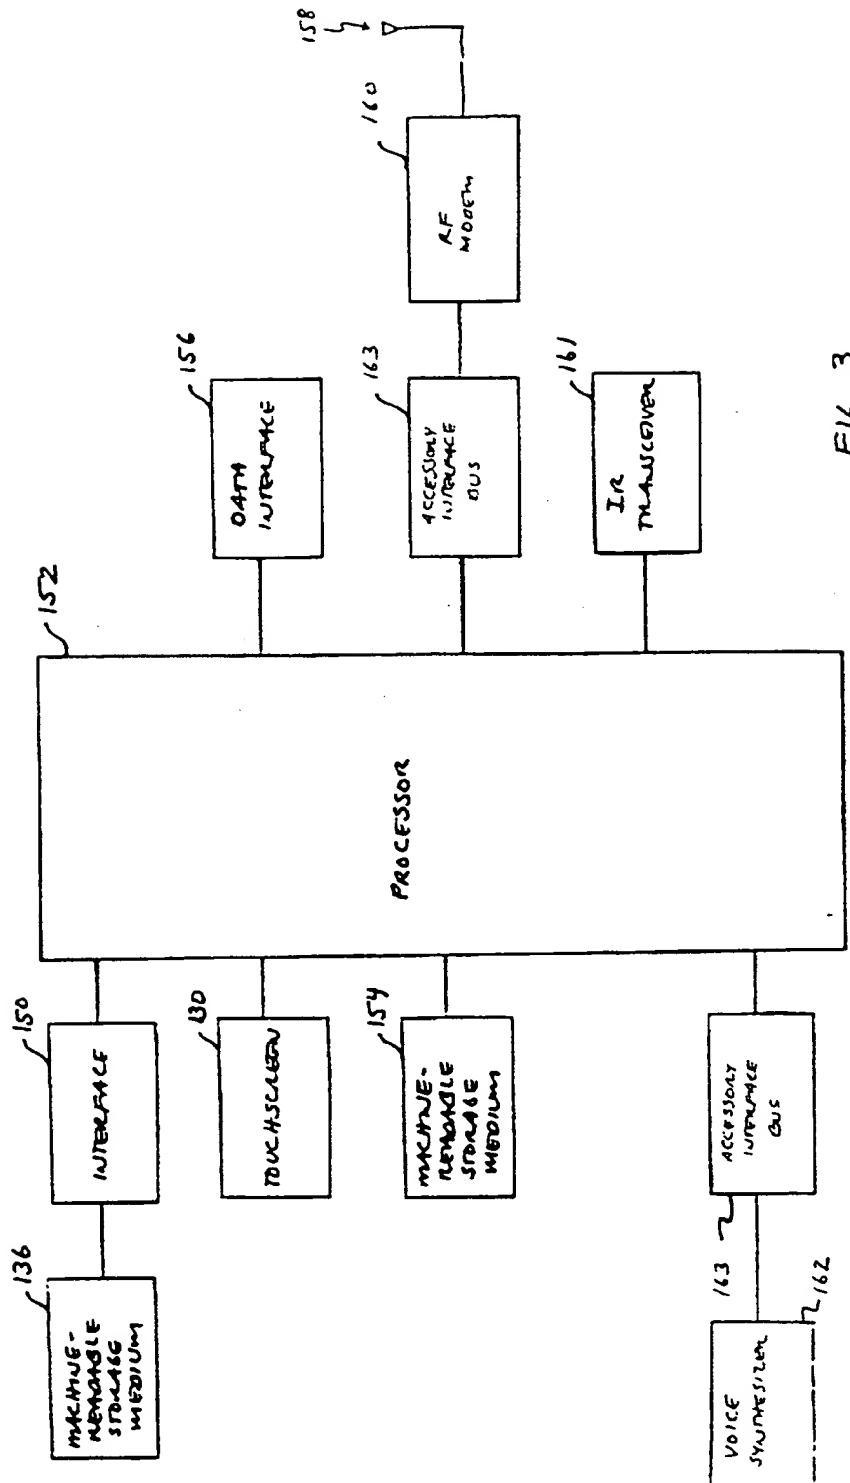 136
MACHINE-
READABLE
STORAGE
MEDIUM
150
INTERFACE
130
TOUCHSCREEN
154
MACHINE-
READABLE
STORAGE
MEDIUM
VOICE
SYNTHESIZER
162
163
ACCESSORY
INTERFACE
BUS
152
PROCESSOR
156
DATA
INTERFACE
163
ACCESSORY
INTERFACE
BUS
160
RF
MODEM
158
161
IR
TRANSCEIVER
FIG. 3